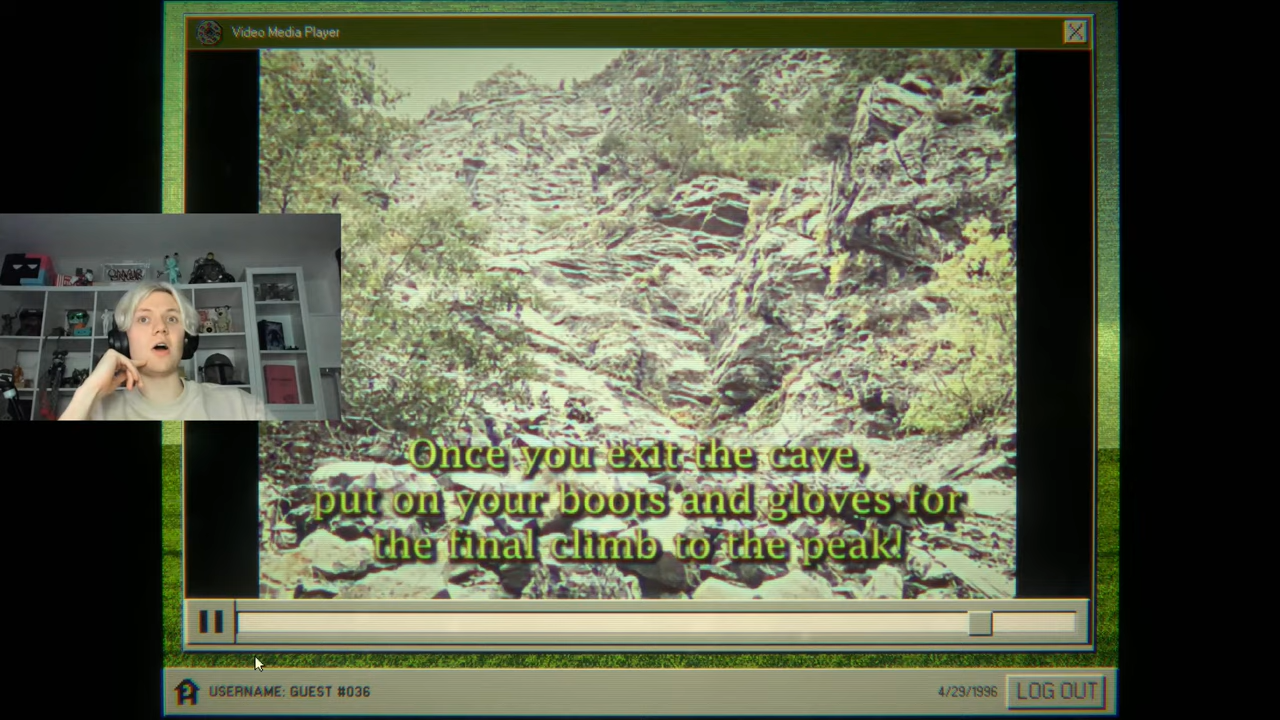 Video Media Player
Once you exit the cave,
put on your boots and gloves for
the final climb to the peak!
USERNAME: GUEST #036
4/29/1996
LOG OUT